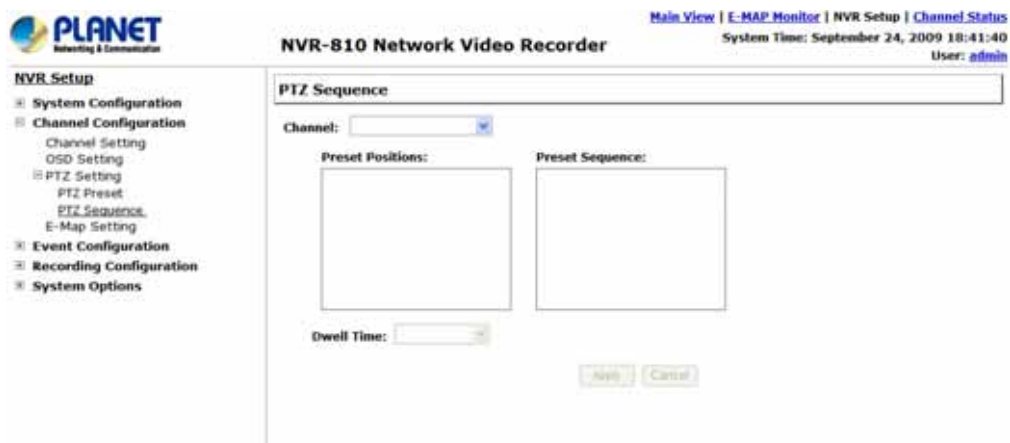 PLANET
Networking & Communication
NVR-810 Network Video Recorder
Main View | E-MAP Monitor | NVR Setup | Channel Status
System Time: September 24, 2009 18:41:40
User: admin
NVR Setup
System Configuration
Channel Configuration
Channel Setting
OSD Setting
PTZ Setting
PTZ Preset
PTZ Sequence
E-Map Setting
Event Configuration
Recording Configuration
System Options
PTZ Sequence
Channel:
Preset Positions:
Preset Sequence:
Dwell Time:
Apply
Cancel